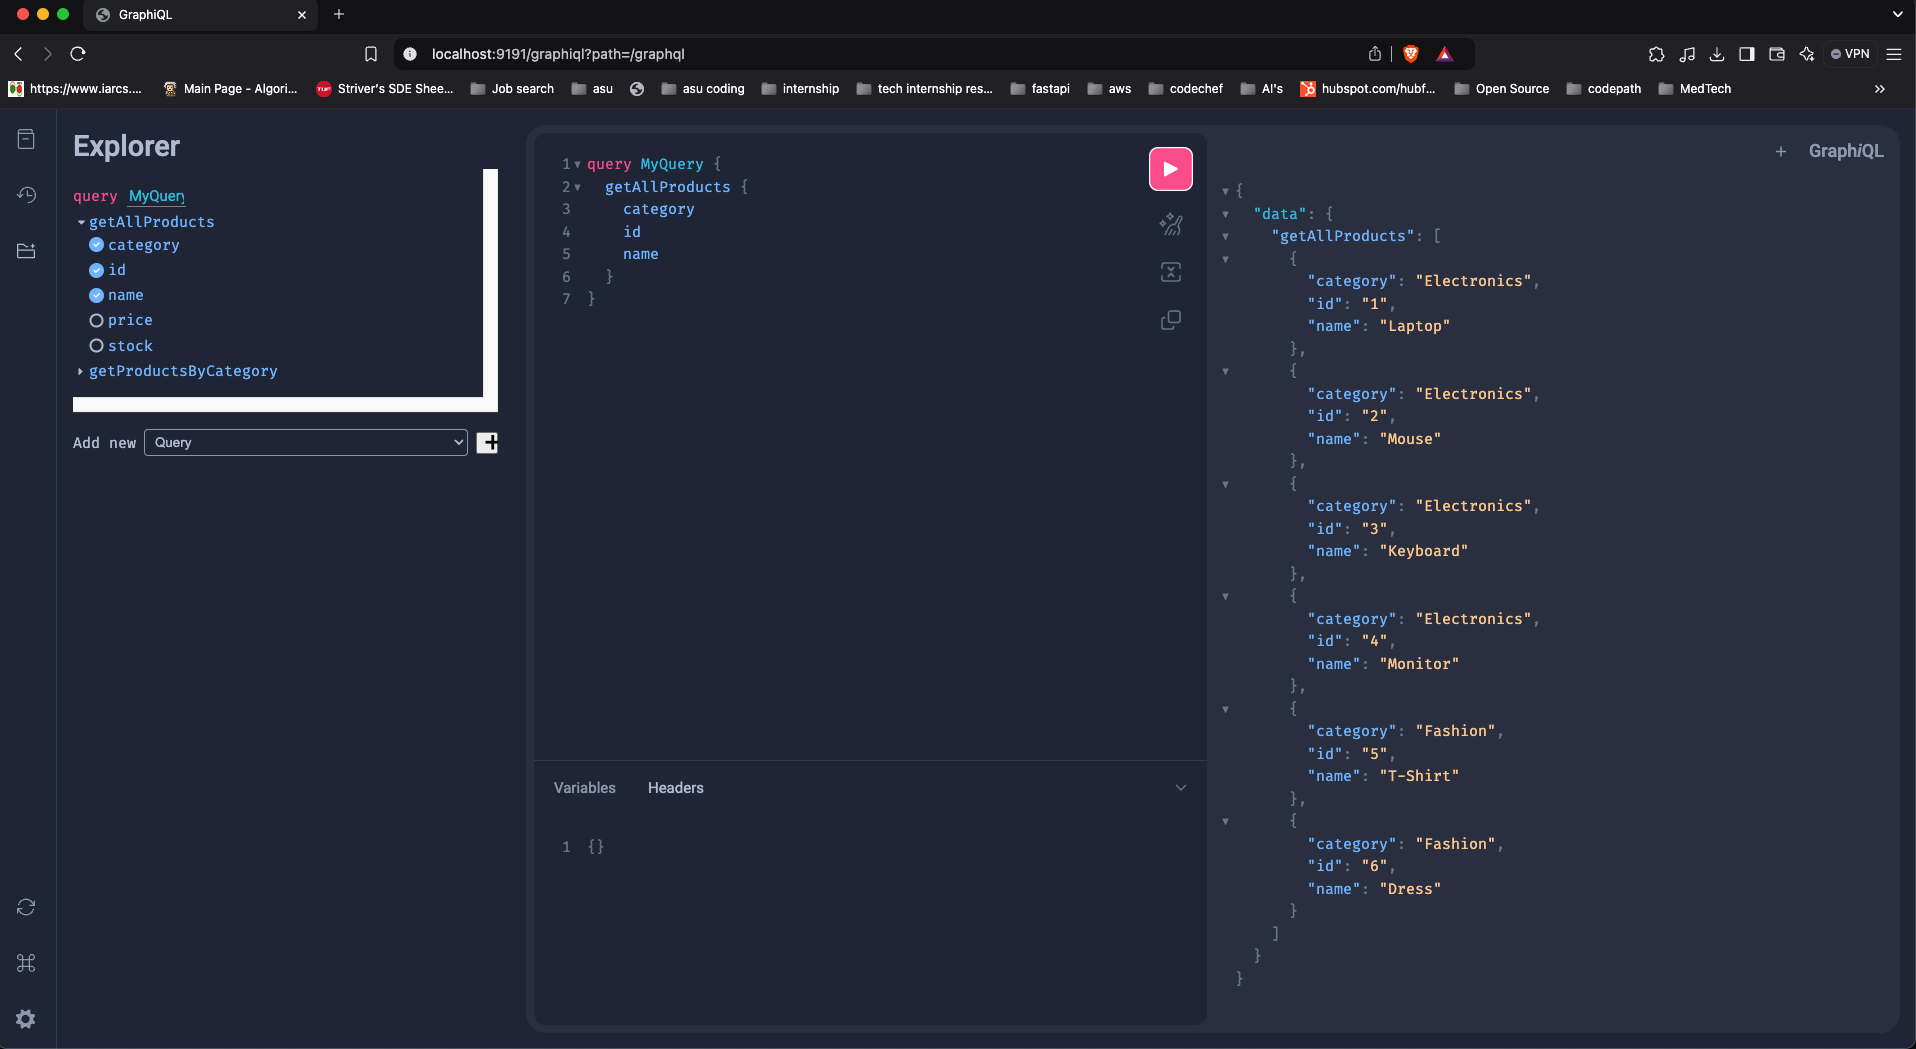 GraphiQL
localhost:9191/graphiql?path=/graphql
VPN
https://www.iarcs....
Main Page - Algori...
Striver's SDE Shee...
Job search
asu
asu coding
internship
tech internship res...
fastapi
aws
codechef
AI's
hubspot.com/hubf...
Open Source
codepath
MedTech
Explorer
query MyQuery
getAllProducts
category
id
name
price
stock
getProductsByCategory
Add new Query
1 query MyQuery {
2 getAllProducts {
3 category
4 id
5 name
6 }
7 }
Variables Headers
1 {}
GraphiQL
{
"data": {
"getAllProducts": [
{
"category": "Electronics",
"id": "1",
"name": "Laptop"
},
{
"category": "Electronics",
"id": "2",
"name": "Mouse"
},
{
"category": "Electronics",
"id": "3",
"name": "Keyboard"
},
{
"category": "Electronics",
"id": "4",
"name": "Monitor"
},
{
"category": "Fashion",
"id": "5",
"name": "T-Shirt"
},
{
"category": "Fashion",
"id": "6",
"name": "Dress"
}
]
}
}